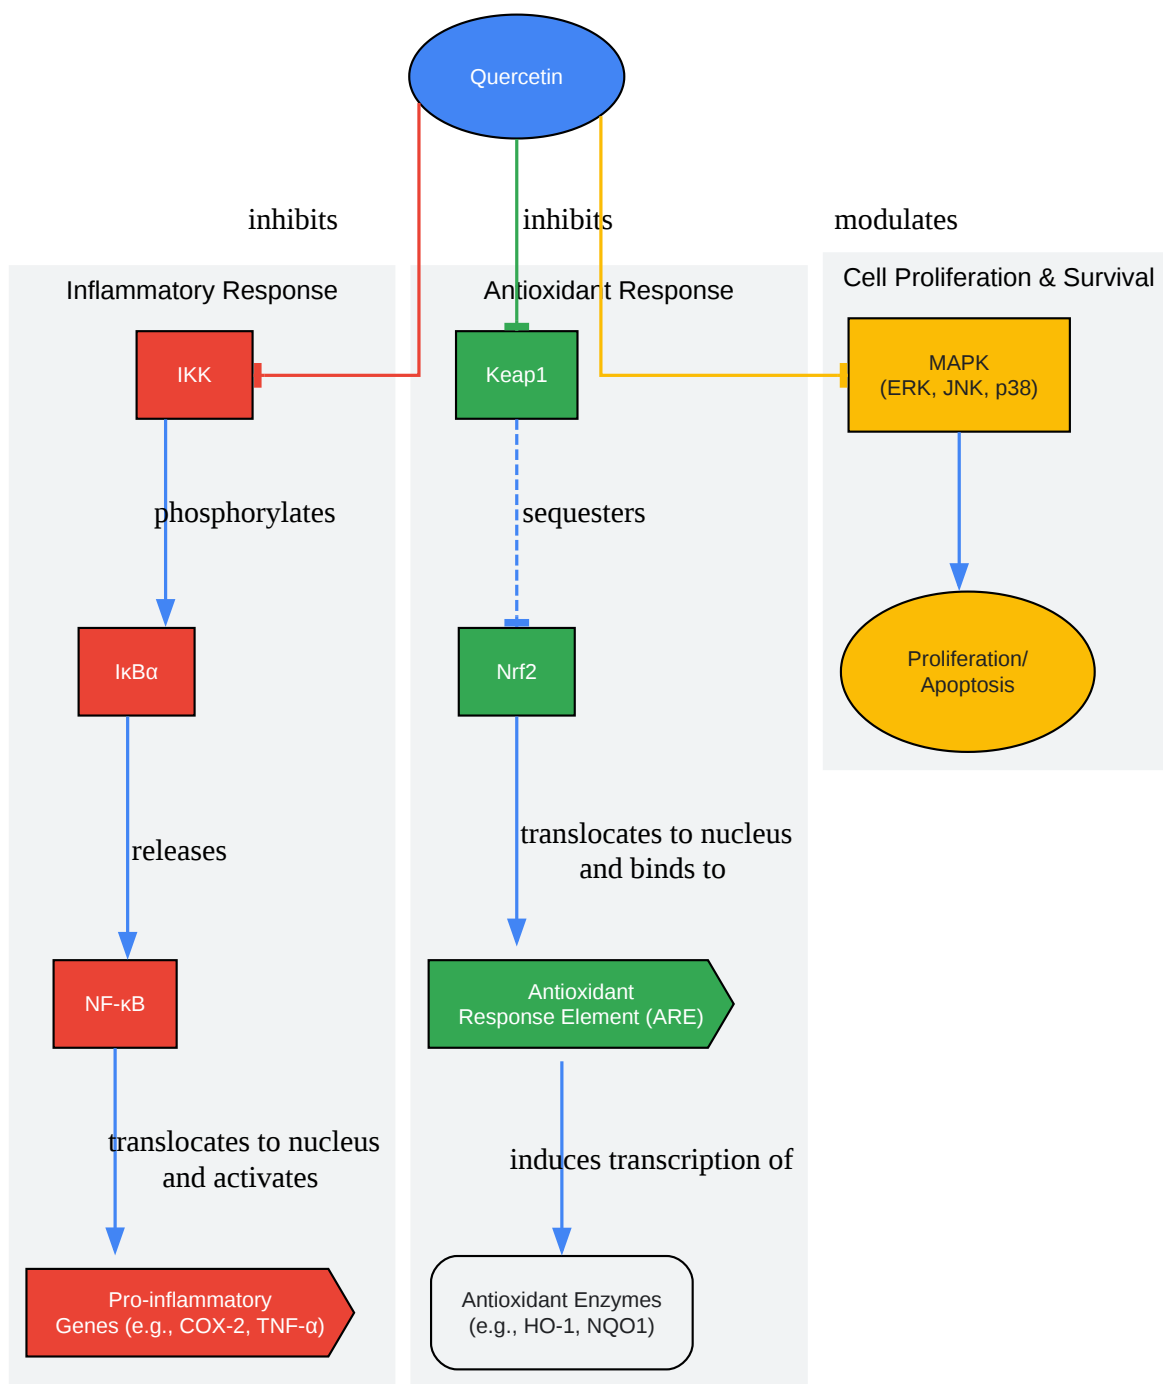 Quercetin
inhibits
inhibits
modulates
Inflammatory Response
Antioxidant Response
Cell Proliferation & Survival
IKK
Keap1
MAPK
(ERK, JNK, p38)
phosphorylates
sequesters
IκBα
Nrf2
Proliferation/
Apoptosis
releases
translocates to nucleus
and binds to
NF-κB
Antioxidant
Response Element (ARE)
translocates to nucleus
and activates
induces transcription of
Pro-inflammatory
Genes (e.g., COX-2, TNF-α)
Antioxidant Enzymes
(e.g., HO-1, NQO1)